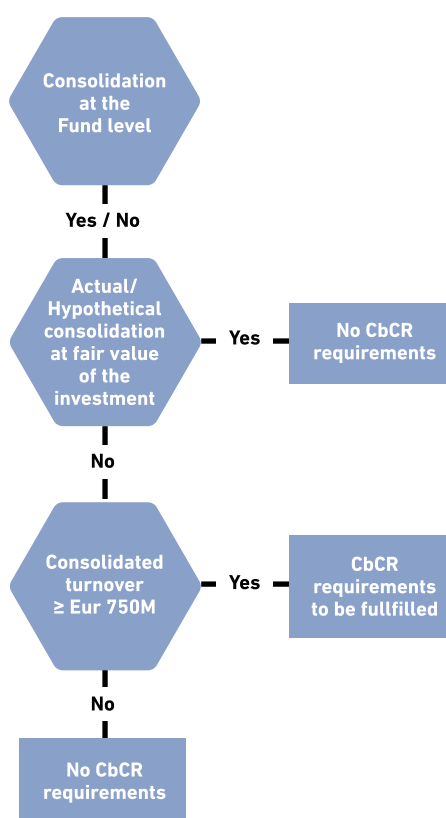 Consolidation
at the
Fund level
Yes / No
Actual/
Hypothetical
consolidation
at fair value
of the
investment
Yes
No CbCR
requirements
No
Consolidated
turnover
≥ Eur 750M
Yes
CbCR
requirements
to be fullfilled
No
No CbCR
requirements